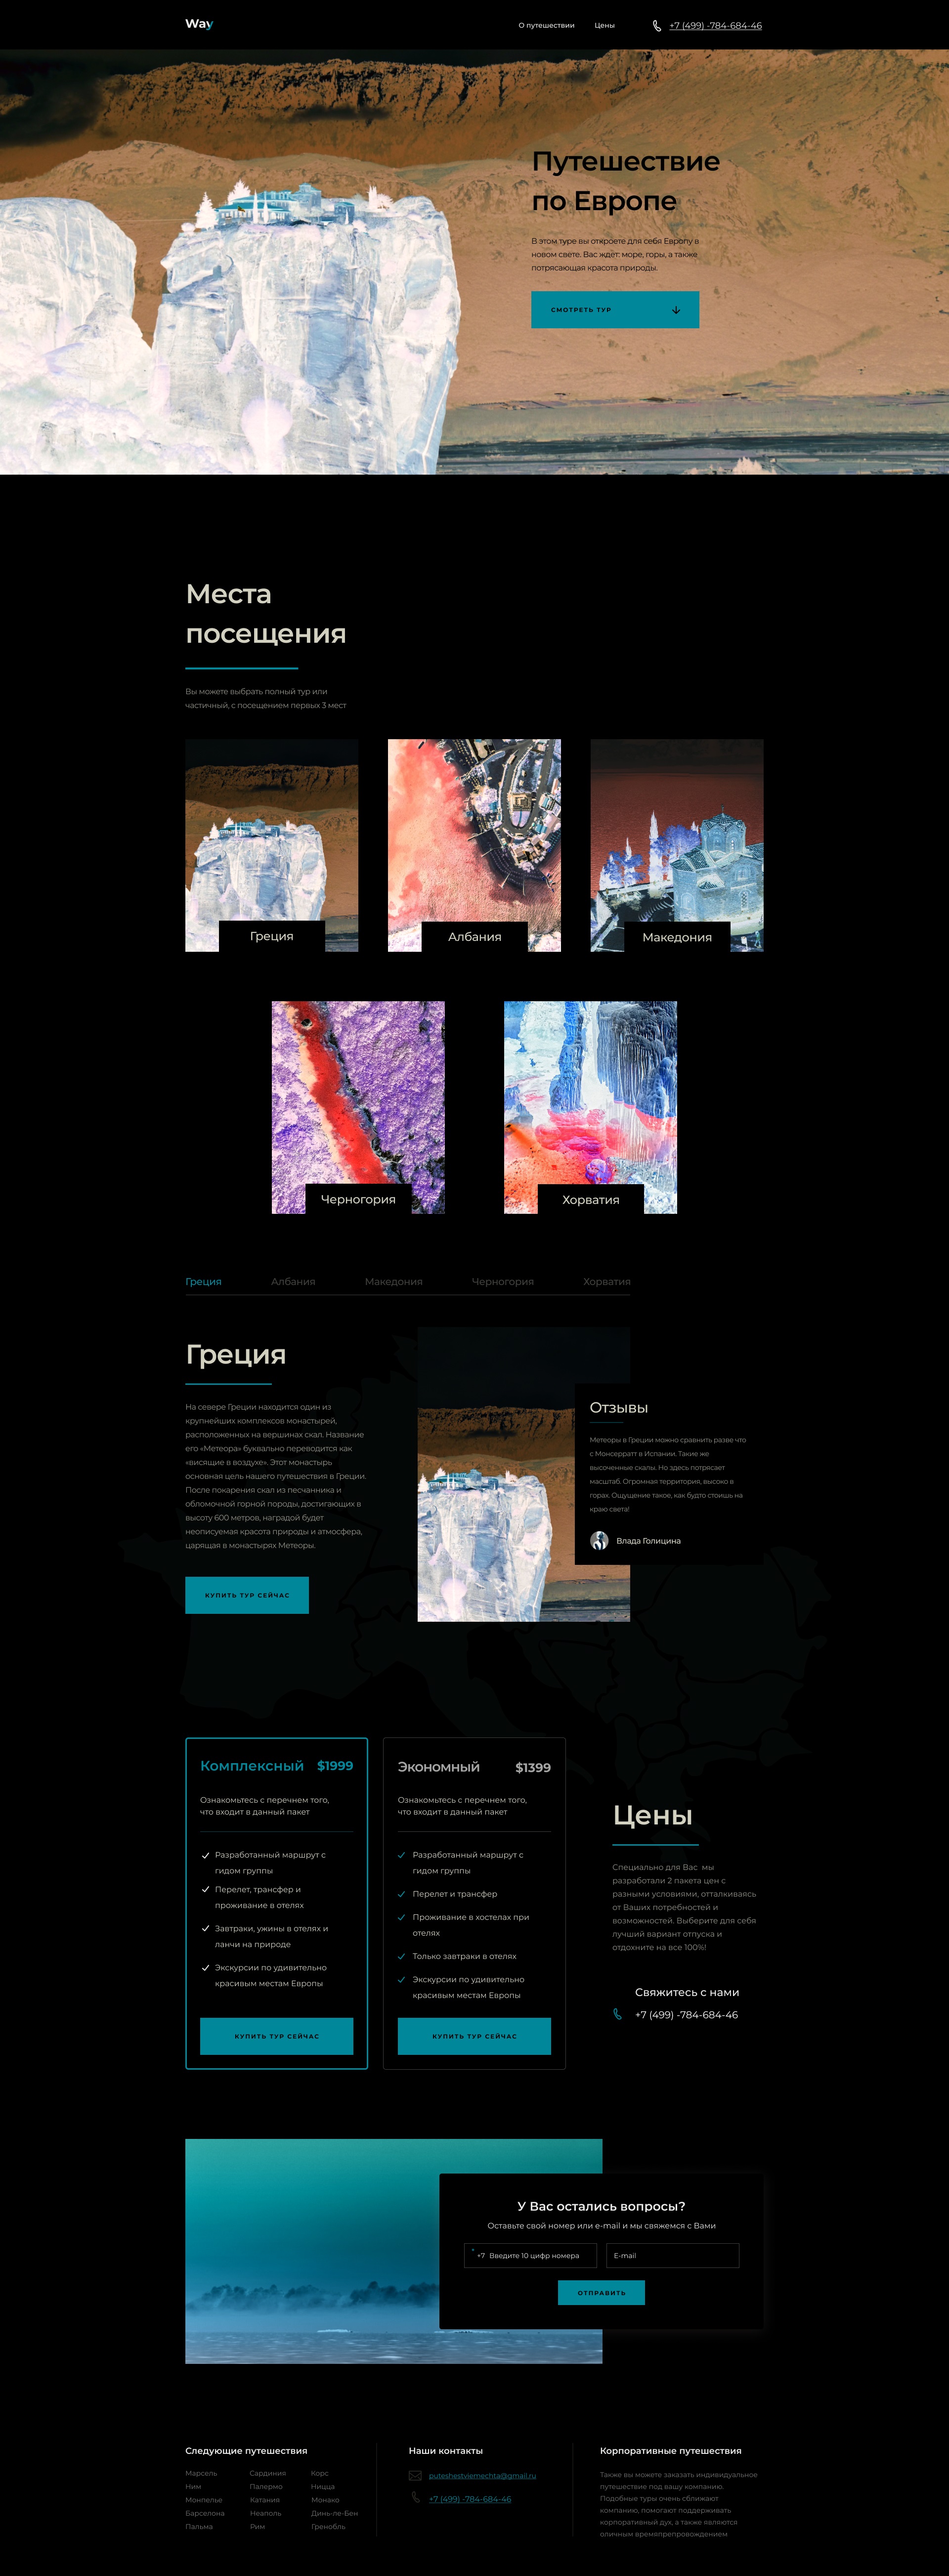 Way
О путешествии
Цены
+7 (499) -784-684-46
Путешествие
по Европе
В этом туре вы откроете для себя Европу в
новом свете. Вас ждёт: море, горы, а также
потрясающая красота природы.
СМОТРЕТЬ ТУР
Места
посещения
Вы можете выбрать полный тур или
частичный, с посещением первых 3 мест
Греция
Албания
Македония
Черногория
Хорватия
Греция
Албания
Македония
Черногория
Хорватия
Греция
На севере Греции находится один из
крупнейших комплексов монастырей,
расположенных на вершинах скал. Название
его «Метеора» буквально переводится как
«висящие в воздухе». Этот монастырь
основная цель нашего путешествия в Греции.
После покарения скал из песчанника и
обломочной горной породы, достигающих в
высоту 600 метров, наградой будет
неописуемая красота природы и атмосфера,
царящая в монастырях Метеоры.
КУПИТЬ ТУР СЕЙЧАС
Отзывы
Метеоры в Греции можно сравнить разве что
с Монсерратт в Испании. Такие же
высоченные скалы. Но здесь потрясает
масштаб. Огромная территория, высоко в
горах. Ощущение такое, как будто стоишь на
краю света!
Влада Голицина
Комплексный $1999
Ознакомьтесь с перечнем того,
что входит в данный пакет
Разработанный маршрут с
гидом группы
Перелет, трансфер и
проживание в отелях
Завтраки, ужины в отелях и
ланчи на природе
Экскурсии по удивительно
красивым местам Европы
КУПИТЬ ТУР СЕЙЧАС
Экономный $1399
Ознакомьтесь с перечнем того,
что входит в данный пакет
Разработанный маршрут с
гидом группы
Перелет и трансфер
Проживание в хостелах при
отелях
Только завтраки в отелях
Экскурсии по удивительно
красивым местам Европы
КУПИТЬ ТУР СЕЙЧАС
Цены
Специально для Вас мы
разработали 2 пакета цен с
разными условиями, отталкиваясь
от Ваших потребностей и
возможностей. Выберите для себя
лучший вариант отпуска и
отдохните на все 100%!
Свяжитесь с нами
+7 (499) -784-684-46
У Вас остались вопросы?
Оставьте свой номер или e-mail и мы свяжемся с Вами
* +7 Введите 10 цифр номера
E-mail
ОТПРАВИТЬ
Следующие путешествия
Марсель
Ним
Монпелье
Барселона
Пальма
Сардиния
Палермо
Катания
Неаполь
Рим
Корс
Ницца
Монако
Динь-ле-Бен
Гренобль
Наши контакты
puteshestviemechta@gmail.ru
+7 (499) -784-684-46
Корпоративные путешествия
Также вы можете заказать индивидуальное
путешествие под вашу компанию.
Подобные туры очень сближают
компанию, помогают поддерживать
корпоративный дух, а также являются
оличным времяпрепровождением